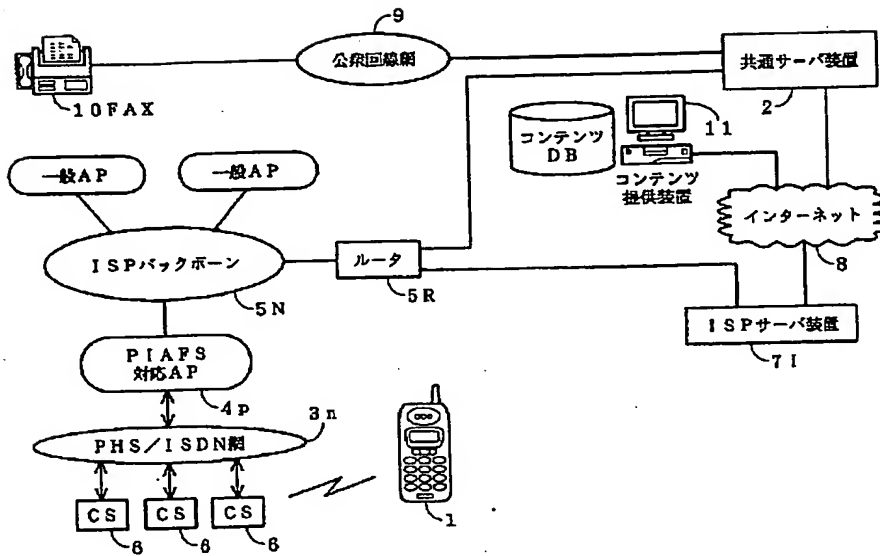 9
公衆回線網
共通サーバ装置
2
10FAX
コンテンツ
DB
11
コンテンツ
提供装置
一般AP
一般AP
インターネット
8
ISPバックボーン
5N
ルータ
5R
ISPサーバ装置
7I
PIAFS
対応AP
4p
PHS/ISDN網
3n
CS
CS
CS
6
6
6
1